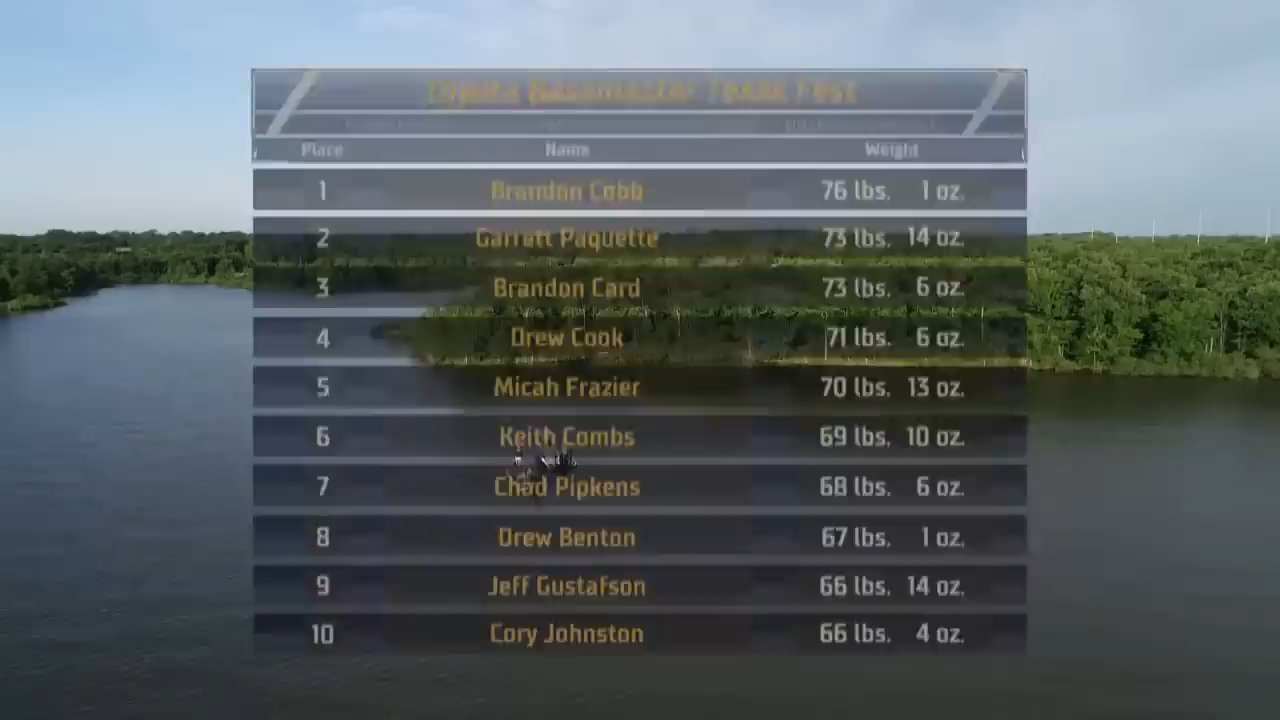 Toyota Bassmaster Texas Fest
Place Name Weight
1 Brandon Cobb 76 lbs. 1 oz.
2 Garrett Paquette 73 lbs. 14 oz.
3 Brandon Card 73 lbs. 6 oz.
4 Drew Cook 71 lbs. 6 oz.
5 Micah Frazier 70 lbs. 13 oz.
6 Keith Combs 69 lbs. 10 oz.
7 Chad Pipkens 68 lbs. 6 oz.
8 Drew Benton 67 lbs. 1 oz.
9 Jeff Gustafson 66 lbs. 14 oz.
10 Cory Johnston 66 lbs. 4 oz.